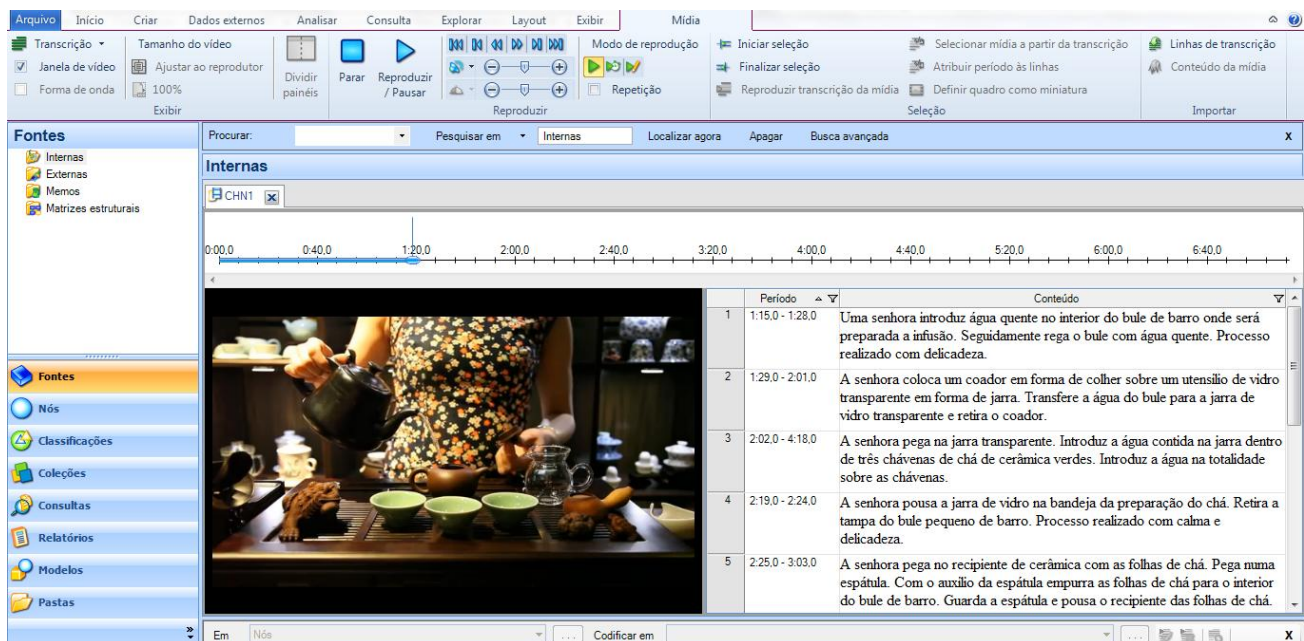 Arquivo Início Criar Dados externos Analisar Consulta Explorar Layout Exibir Mídia
Transcrição Tamanho do vídeo Modo de reprodução Iniciar seleção Selecionar mídia a partir da transcrição Linhas de transcrição
Janela de vídeo Ajustar ao reprodutor Dividir painéis Parar Reproduzir / Pausar Finalizar seleção Atribuir período às linhas Conteúdo da mídia
Forma de onda 100% Repetição Reproduzir transcrição da mídia Definir quadro como miniatura
Exibir Reproduzir Seleção Importar
Fontes
Internas
Externas
Memos
Matrizes estruturais
Procurar: Pesquisar em Internas Localizar agora Apagar Busca avançada X
Internas
CHN1
0:00,0 0:40,0 1:20,0 2:00,0 2:40,0 3:20,0 4:00,0 4:40,0 5:20,0 6:00,0 6:40,0
Período Conteúdo
1 1:15,0 - 1:28,0 Uma senhora introduz água quente no interior do bule de barro onde será
preparada a infusão. Seguidamente rega o bule com água quente. Processo
realizado com delicadeza.
2 1:29,0 - 2:01,0 A senhora coloca um coador em forma de colher sobre um utensílio de vidro
transparente em forma de jarra. Transfere a água do bule para a jarra de
vidro transparente e retira o coador.
3 2:02,0 - 4:18,0 A senhora pega na jarra transparente. Introduz a água contida na jarra dentro
de três chávenas de chá de cerâmica verdes. Introduz a água na totalidade
sobre as chávenas.
4 2:19,0 - 2:24,0 A senhora pousa a jarra de vidro na bandeja da preparação do chá. Retira a
tampa do bule pequeno de barro. Processo realizado com calma e
delicadeza.
5 2:25,0 - 3:03,0 A senhora pega no recipiente de cerâmica com as folhas de chá. Pega numa
espátula. Com o auxílio da espátula empurra as folhas de chá para o interior
do bule de barro. Guarda a espátula e pousa o recipiente das folhas de chá.
Fontes
Nós
Classificações
Coleções
Consultas
Relatórios
Modelos
Pastas
Em Nós ... Codificar em ... X